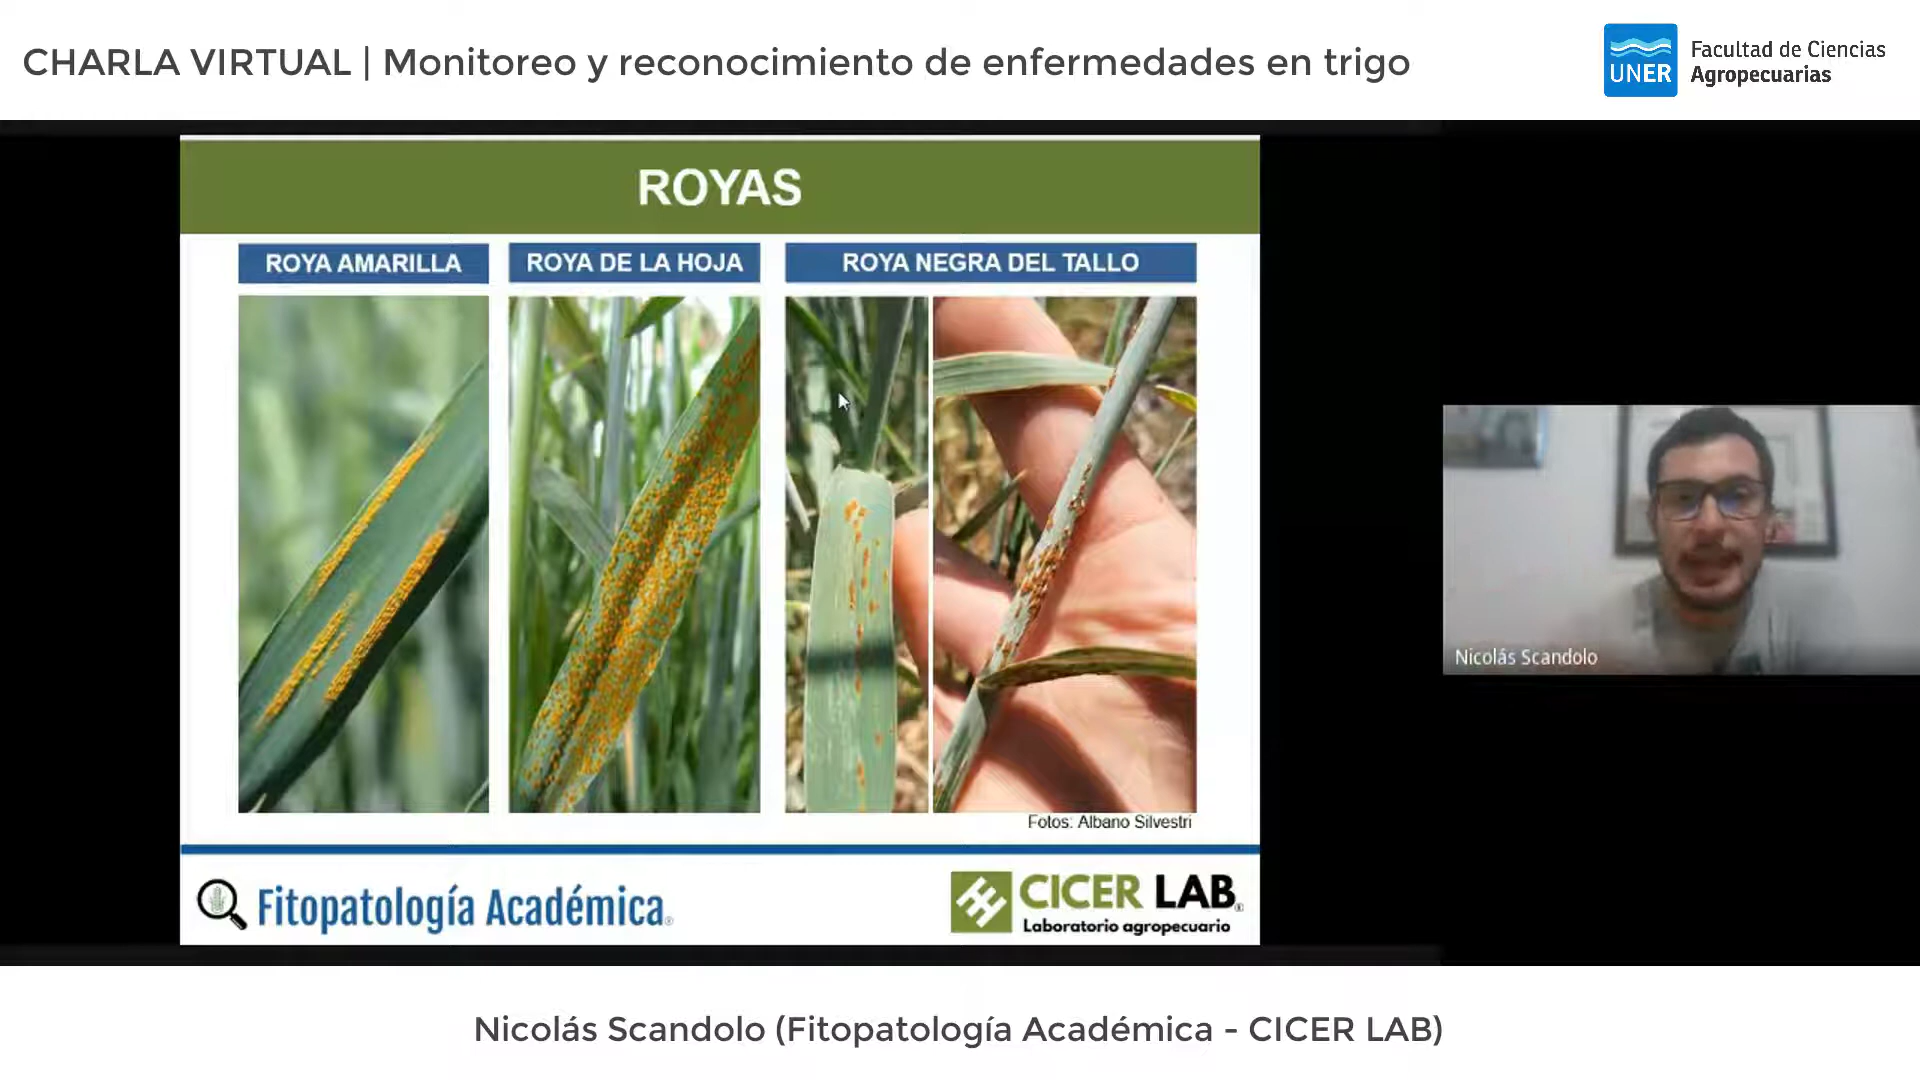 CHARLA VIRTUAL | Monitoreo y reconocimiento de enfermedades en trigo
UNER
Facultad de Ciencias
Agropecuarias
ROYAS
ROYA AMARILLA
ROYA DE LA HOJA
ROYA NEGRA DEL TALLO
Nicolás Scandolo
Fotos: Albano Silvestri
Fitopatología Académica®
CICER LAB®
Laboratorio agropecuario
Nicolás Scandolo (Fitopatología Académica - CICER LAB)